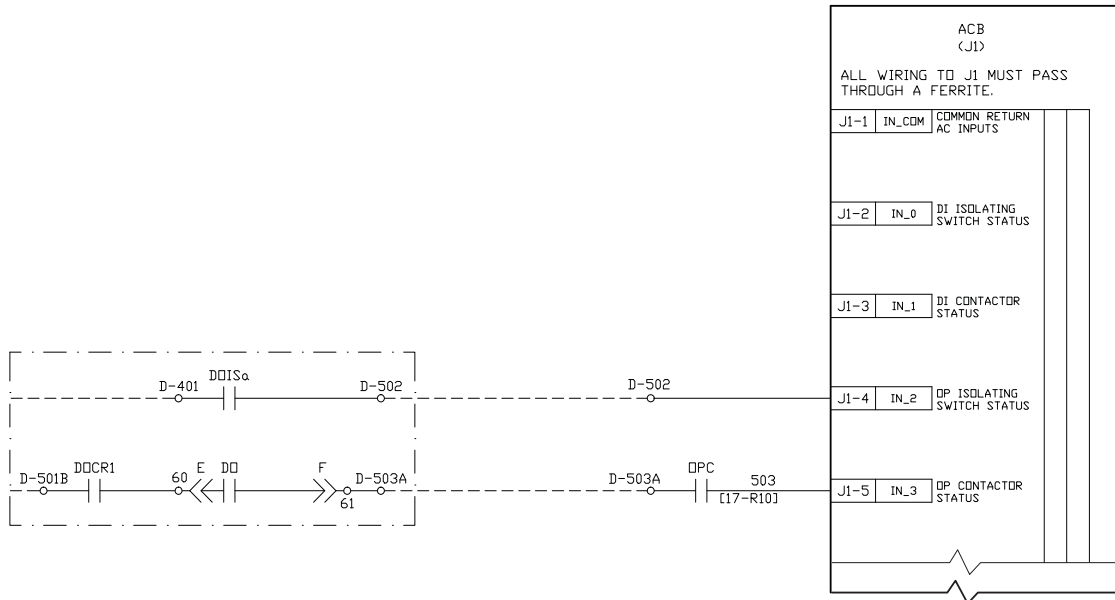 ACB
(J1)
ALL WIRING TO J1 MUST PASS
THROUGH A FERRITE.
J1-1 IN_COM COMMON RETURN
AC INPUTS
J1-2 IN_0 DI ISOLATING
SWITCH STATUS
J1-3 IN_1 DI CONTACTOR
STATUS
D-401 DOISa D-502 D-502
J1-4 IN_2 OP ISOLATING
SWITCH STATUS
D-501B DOCR1 60 E DO F 61 D-503A D-503A OPC 503
[17-R10]
J1-5 IN_3 OP CONTACTOR
STATUS